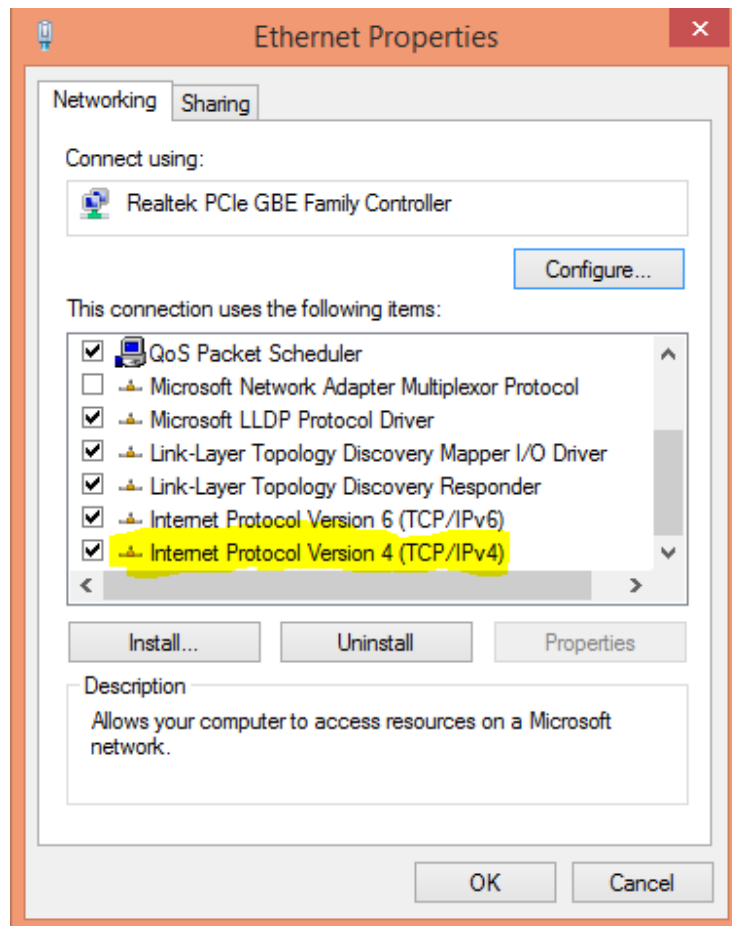 Ethernet Properties
Networking
Sharing
Connect using:
Realtek PCIe GBE Family Controller
Configure...
This connection uses the following items:
QoS Packet Scheduler
Microsoft Network Adapter Multiplexor Protocol
Microsoft LLDP Protocol Driver
Link-Layer Topology Discovery Mapper I/O Driver
Link-Layer Topology Discovery Responder
Internet Protocol Version 6 (TCP/IPv6)
Internet Protocol Version 4 (TCP/IPv4)
Install...
Uninstall
Properties
Description
Allows your computer to access resources on a Microsoft
network.
OK
Cancel